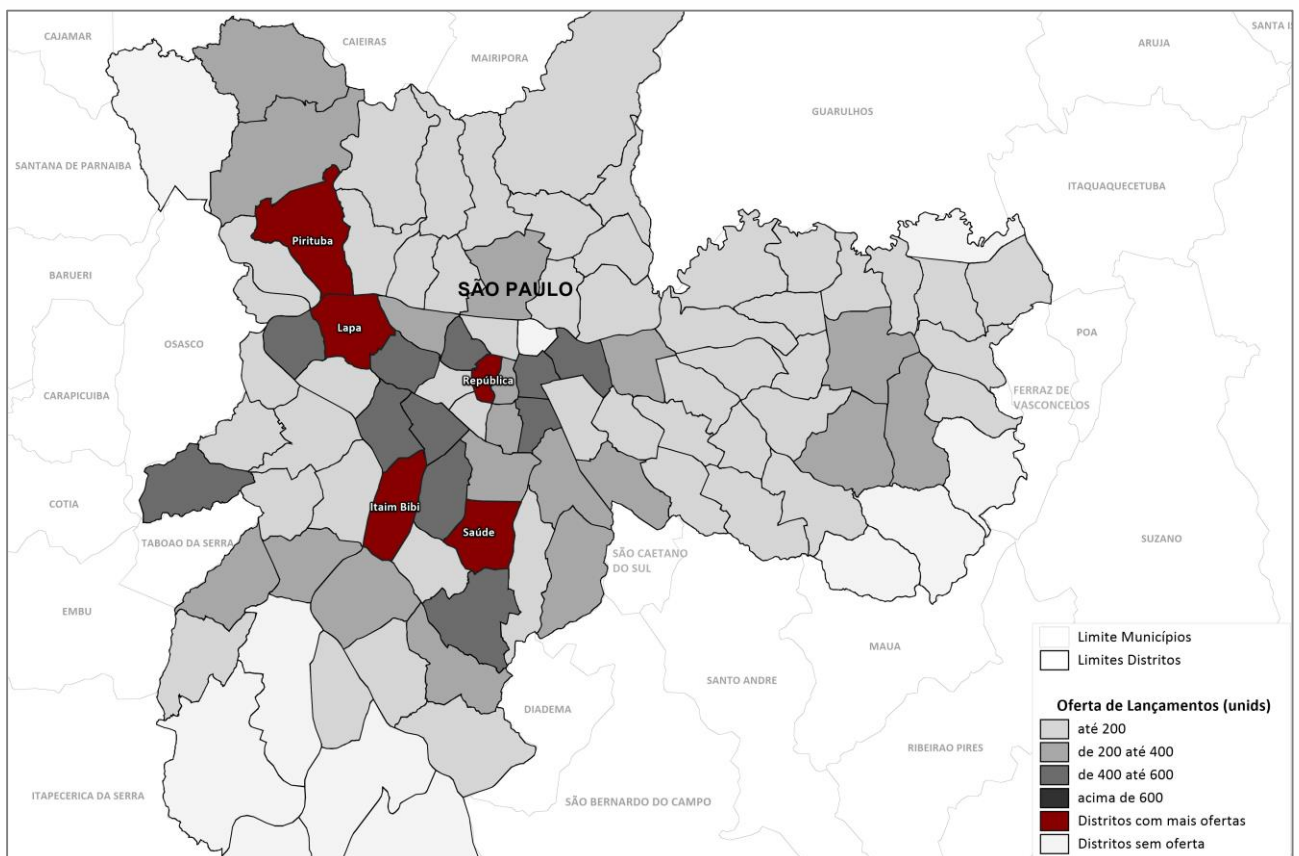 CAJAMAR
CAIEIRAS
MAIRIPORA
ARUJA
SANTA I
GUARULHOS
SANTANA DE PARNAIBA
ITAQUAQUECETUBA
Pirituba
BARUERI
SÃO PAULO
Lapa
POA
OSASCO
República
CARAPICUIBA
FERRAZ DE
VASCONCELOS
COTIA
Itaim Bibi
Saúde
TABOAO DA SERRA
SÃO CAETANO
DO SUL
SUZANO
EMBU
MAUA
SANTO ANDRE
DIADEMA
RIBEIRAO PIRES
ITAPECERICA DA SERRA
SÃO BERNARDO DO CAMPO
Limite Municípios
Limites Distritos
Oferta de Lançamentos (unids)
até 200
de 200 até 400
de 400 até 600
acima de 600
Distritos com mais ofertas
Distritos sem oferta